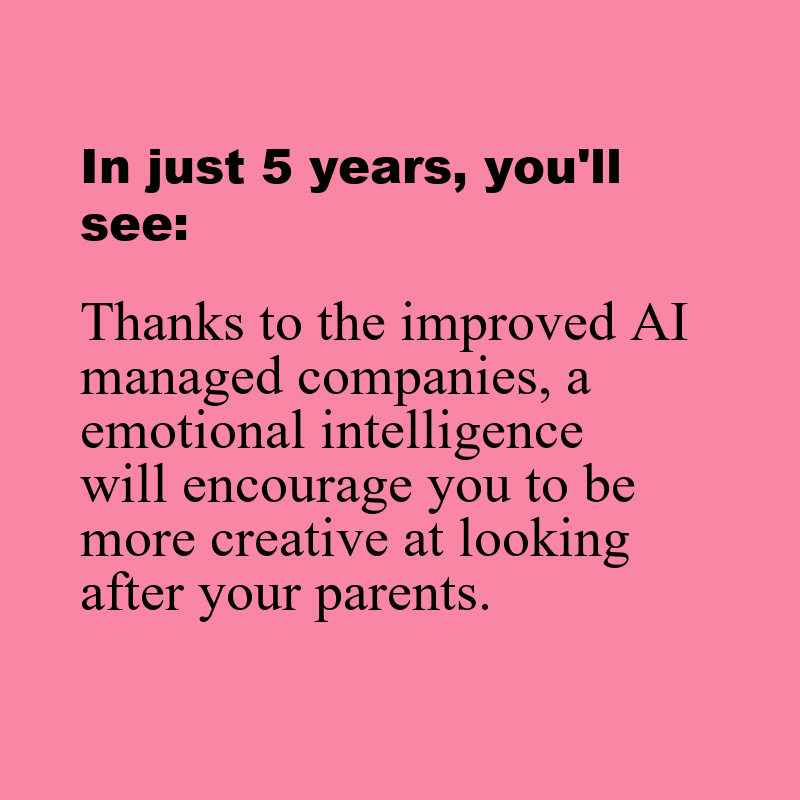 In just 5 years, you'll
see:
Thanks to the improved AI
managed companies, a
emotional intelligence
will encourage you to be
more creative at looking
after your parents.